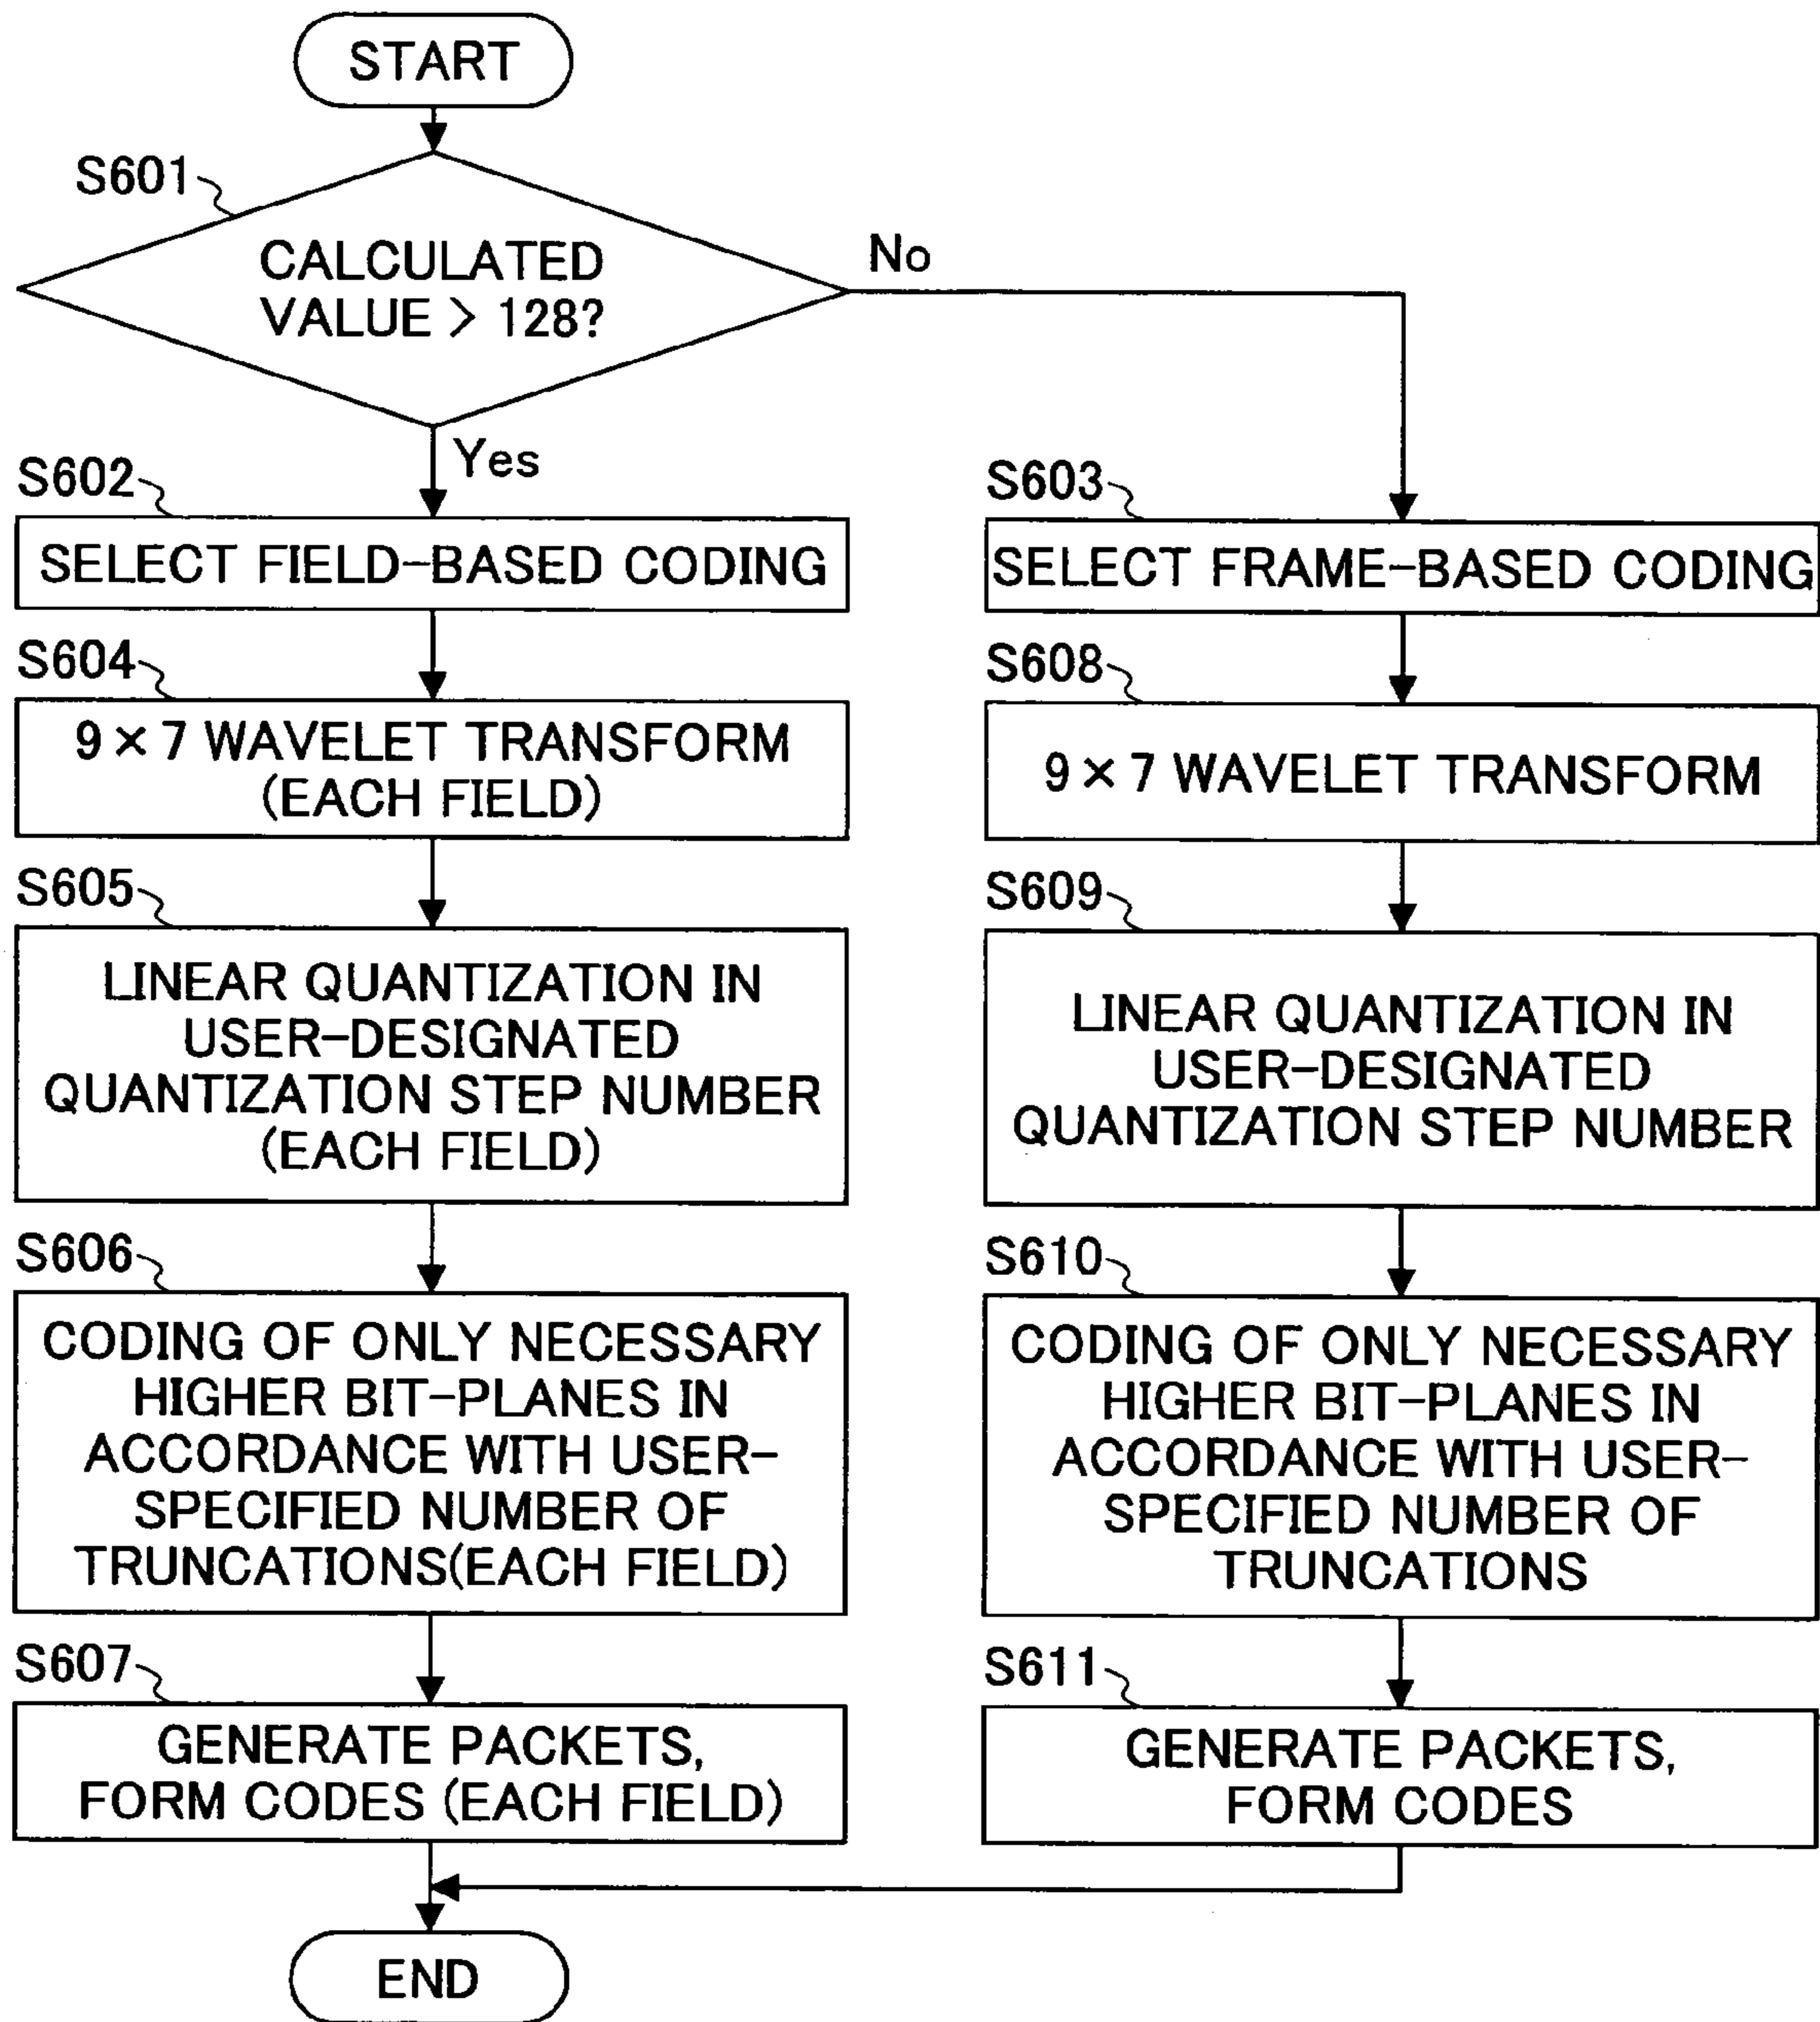 START
S601
CALCULATED
VALUE > 128?
No
Yes
S602
SELECT FIELD-BASED CODING
S604
9 × 7 WAVELET TRANSFORM
(EACH FIELD)
S605
LINEAR QUANTIZATION IN
USER-DESIGNATED
QUANTIZATION STEP NUMBER
(EACH FIELD)
S606
CODING OF ONLY NECESSARY
HIGHER BIT-PLANES IN
ACCORDANCE WITH USER-
SPECIFIED NUMBER OF
TRUNCATIONS(EACH FIELD)
S607
GENERATE PACKETS,
FORM CODES (EACH FIELD)
S603
SELECT FRAME-BASED CODING
S608
9 × 7 WAVELET TRANSFORM
S609
LINEAR QUANTIZATION IN
USER-DESIGNATED
QUANTIZATION STEP NUMBER
S610
CODING OF ONLY NECESSARY
HIGHER BIT-PLANES IN
ACCORDANCE WITH USER-
SPECIFIED NUMBER OF
TRUNCATIONS
S611
GENERATE PACKETS,
FORM CODES
END